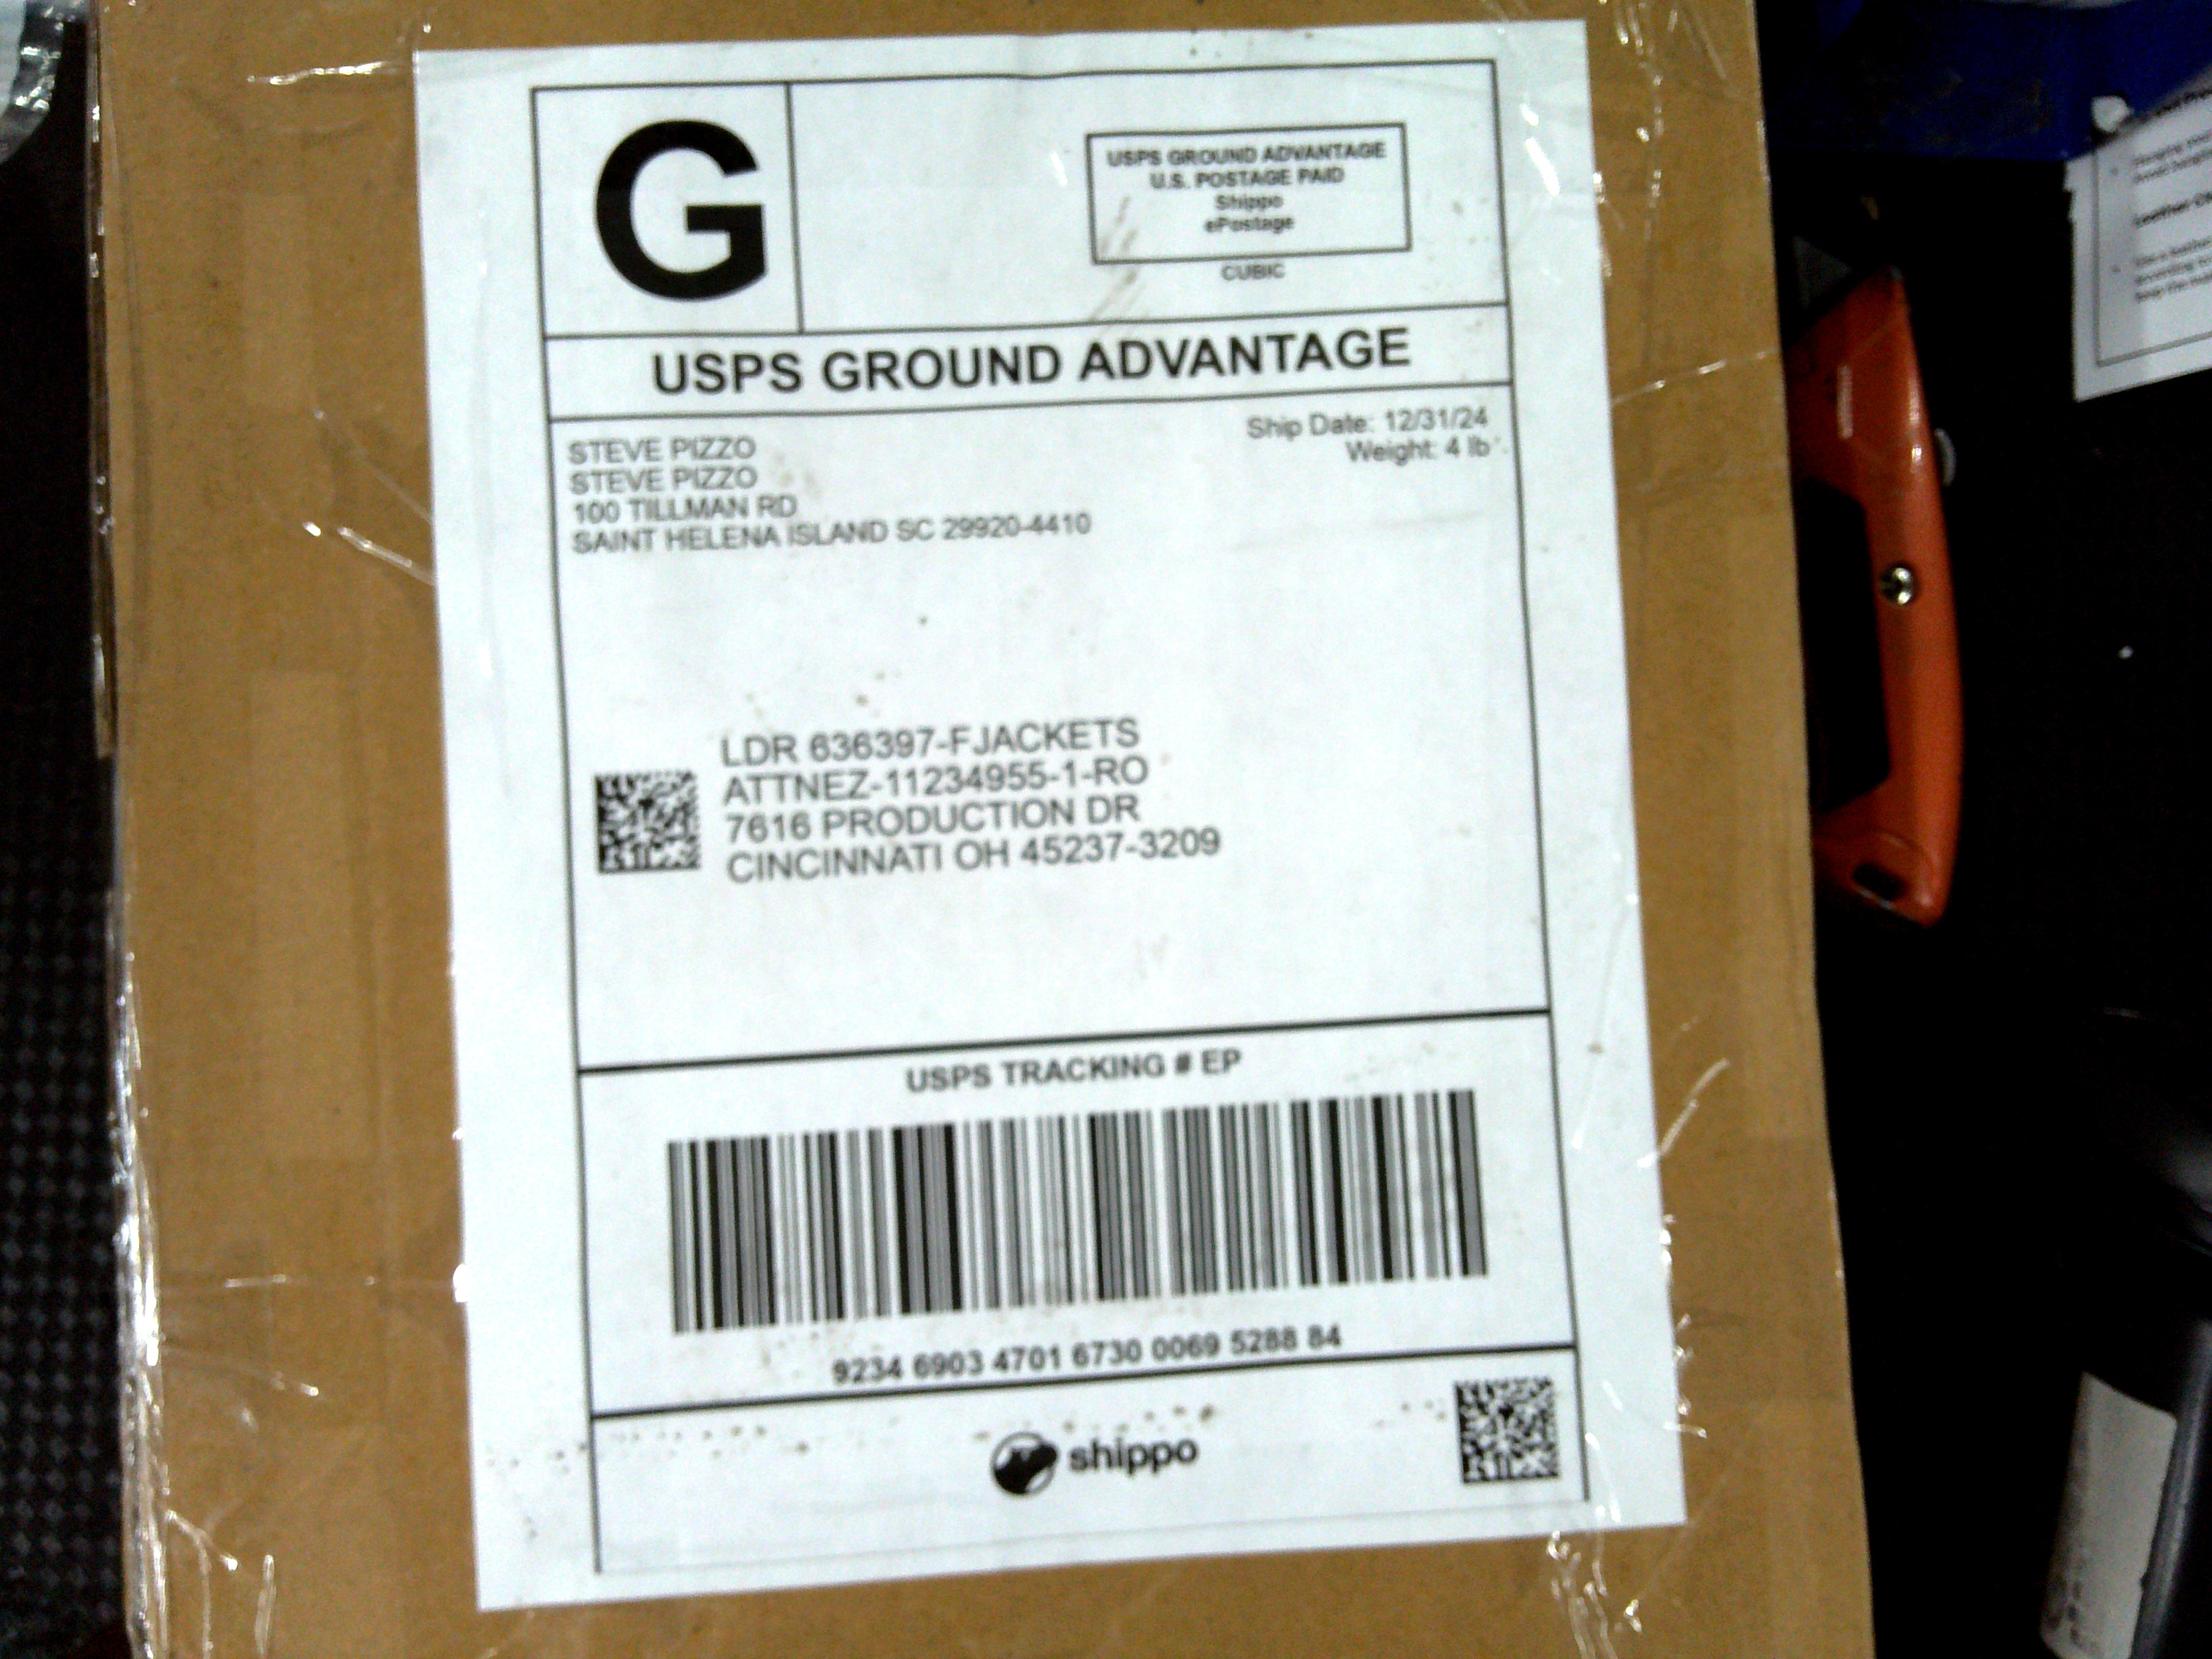 G
USPS GROUND ADVANTAGE
U.S. POSTAGE PAID
Shippo
ePostage
CUBIC
USPS GROUND ADVANTAGE
Ship Date: 12/31/24
Weight: 4 lb
STEVE PIZZO
STEVE PIZZO
100 TILLMAN RD
SAINT HELENA ISLAND SC 29920-4410
LDR 636397-FJACKETS
ATTNEZ-11234955-1-RO
7616 PRODUCTION DR
CINCINNATI OH 45237-3209
USPS TRACKING # EP
9234 6903 4701 6730 0069 5288 84
shippo